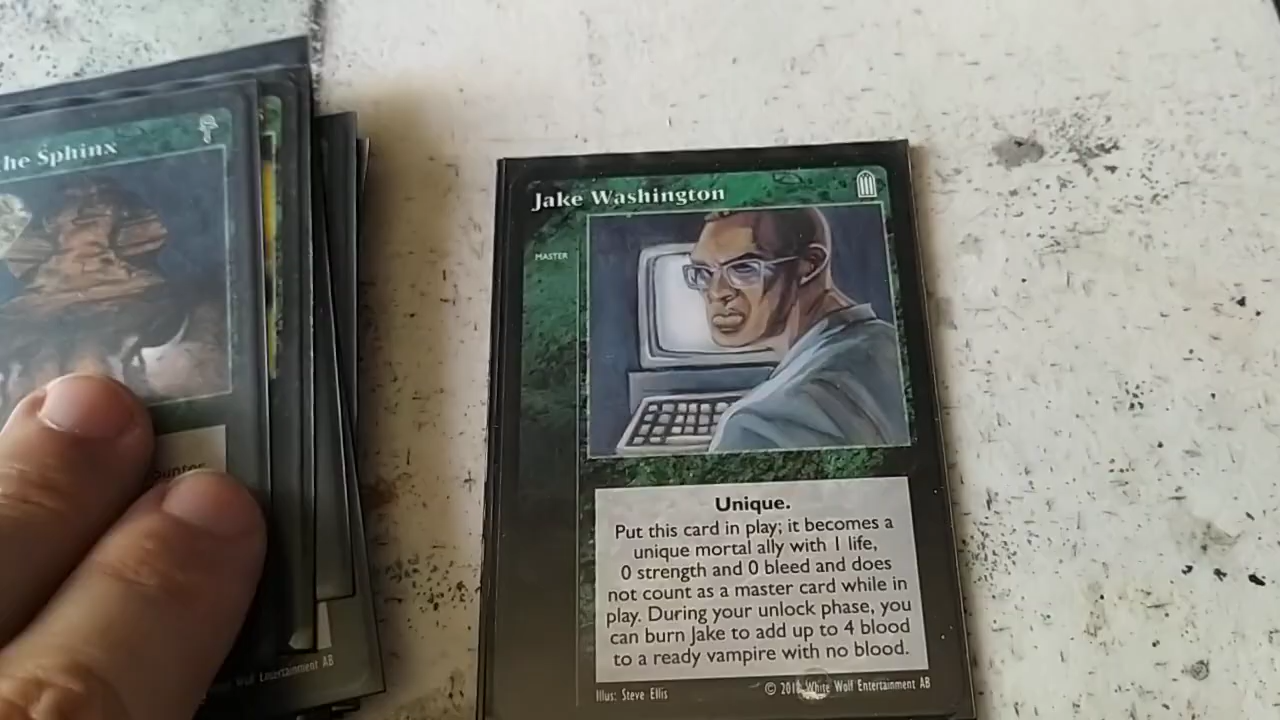 he Sphinx
Jake Washington
MASTER
Unique.
Put this card in play; it becomes a
unique mortal ally with 1 life,
0 strength and 0 bleed and does
not count as a master card while in
play. During your unlock phase, you
can burn Jake to add up to 4 blood
to a ready vampire with no blood.
Illus: Steve Ellis
© White Wolf Entertainment AB
Entertainment AB